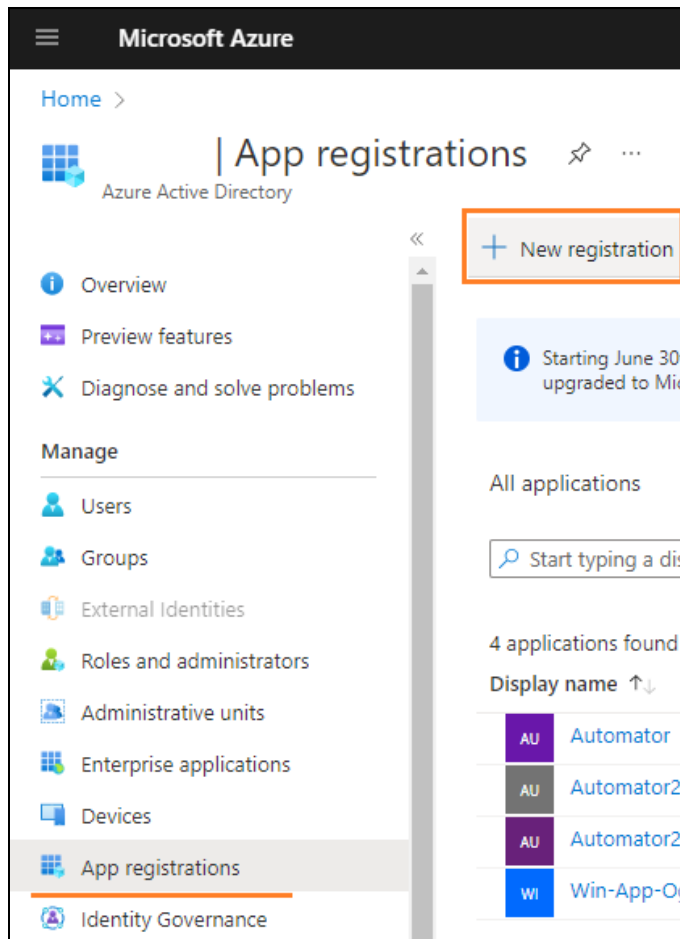 Microsoft Azure
Home >
| App registrations ...
Azure Active Directory
«
Overview
Preview features
Diagnose and solve problems
Manage
Users
Groups
External Identities
Roles and administrators
Administrative units
Enterprise applications
Devices
App registrations
Identity Governance
+ New registration
Starting June 30
upgraded to Mic
All applications
Start typing a dis
4 applications found
Display name ↑↓
AU Automator
AU Automator2
AU Automator2
WI Win-App-Og